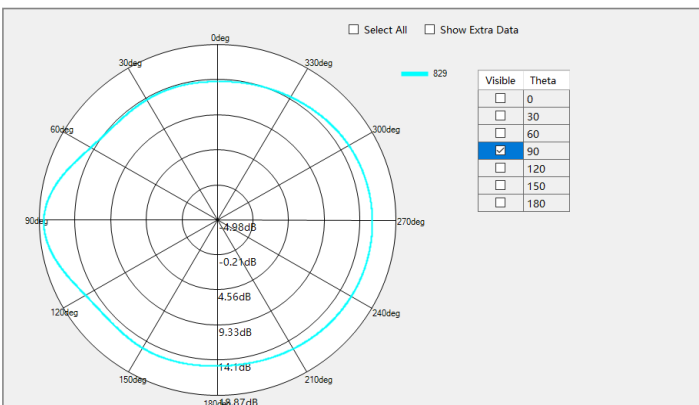 Select All
Show Extra Data
829
Visible Theta
0
30
60
90
120
150
180
0deg
30deg
330deg
60deg
300deg
90deg
270deg
120deg
240deg
150deg
210deg
180deg
-4.98dB
-0.21dB
4.56dB
9.33dB
14.1dB
18.87dB